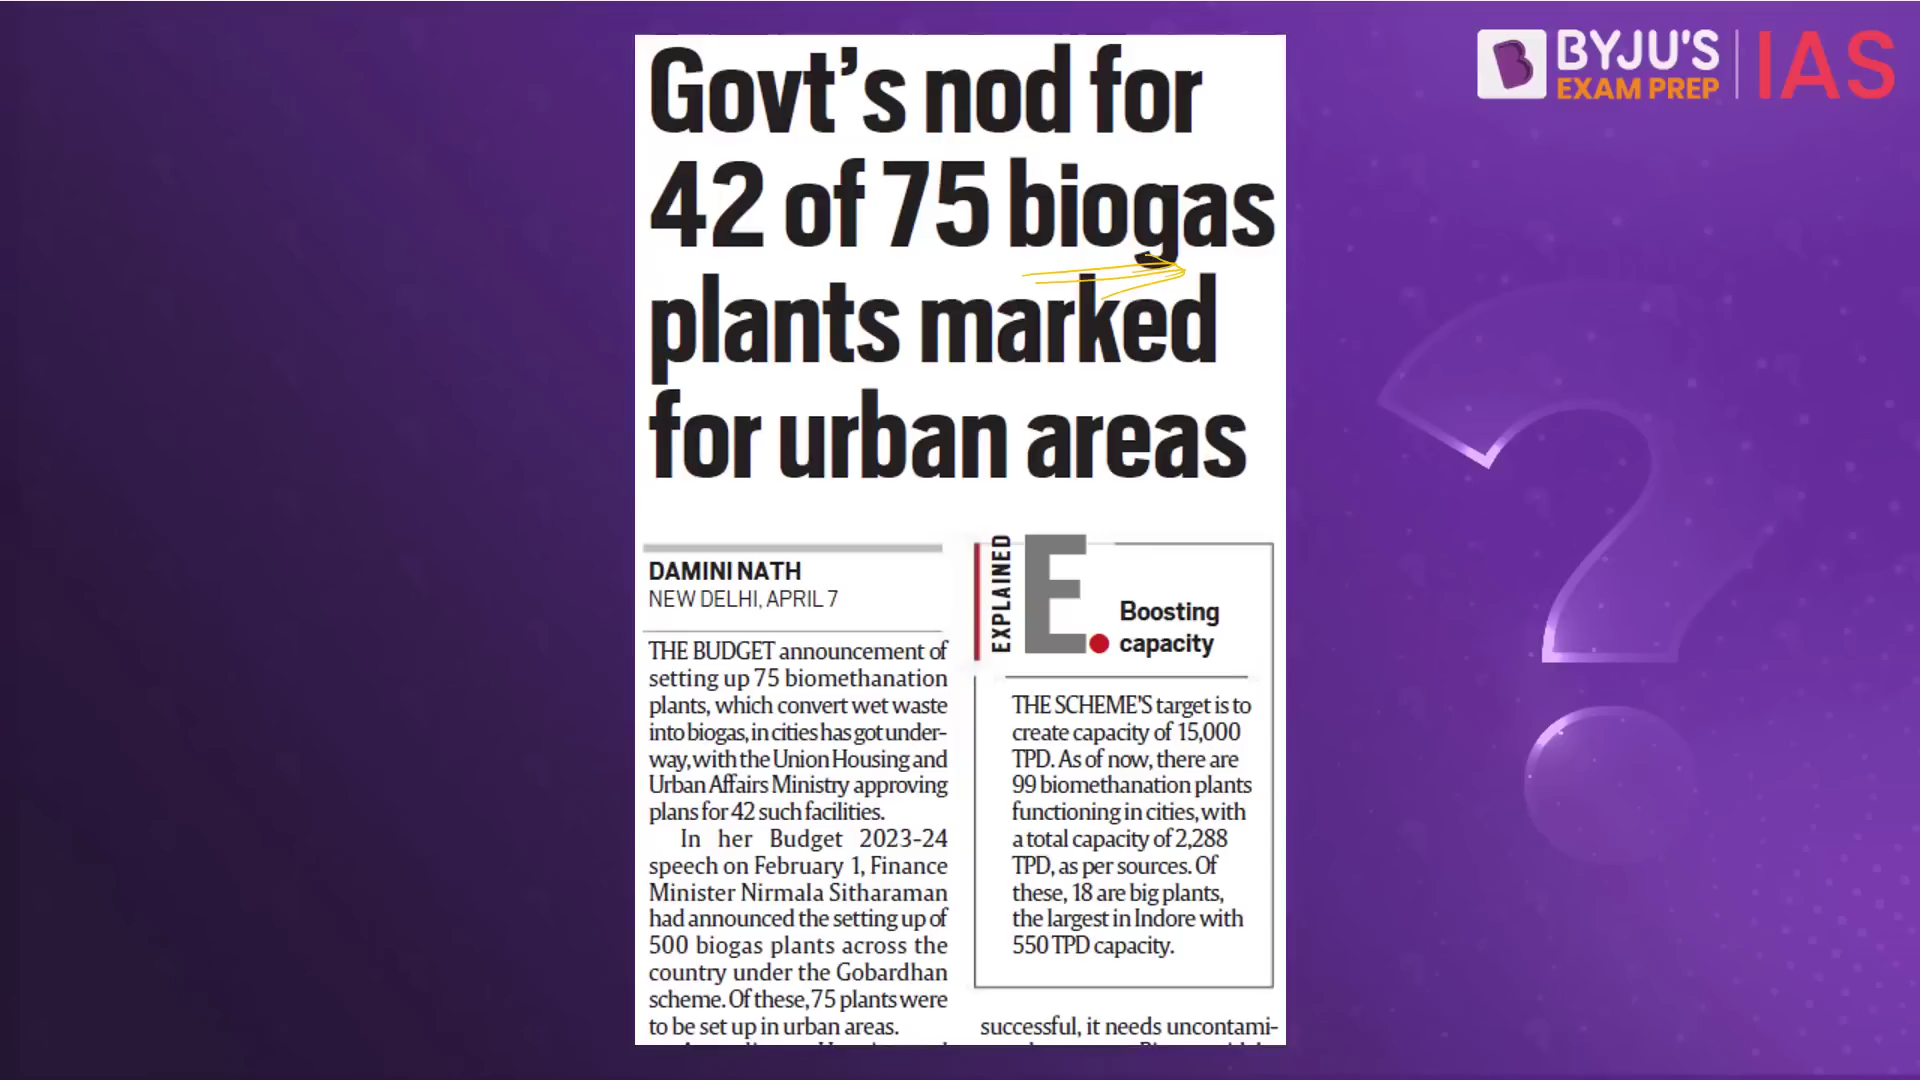 BYJU'S
EXAM PREP
IAS
Govt's nod for
42 of 75 biogas
plants marked
for urban areas
DAMINI NATH
NEW DELHI, APRIL 7
THE BUDGET announcement of
setting up 75 biomethanation
plants, which convert wet waste
into biogas, in cities has got under-
way, with the Union Housing and
Urban Affairs Ministry approving
plans for 42 such facilities.
In her Budget 2023-24
speech on February 1, Finance
Minister Nirmala Sitharaman
had announced the setting up of
500 biogas plants across the
country under the Gobardhan
scheme. Of these, 75 plants were
to be set up in urban areas.
EXPLAINED
E.
Boosting
capacity
THE SCHEME'S target is to
create capacity of 15,000
TPD. As of now, there are
99 biomethanation plants
functioning in cities, with
a total capacity of 2,288
TPD, as per sources. Of
these, 18 are big plants,
the largest in Indore with
550 TPD capacity.
successful, it needs uncontami-